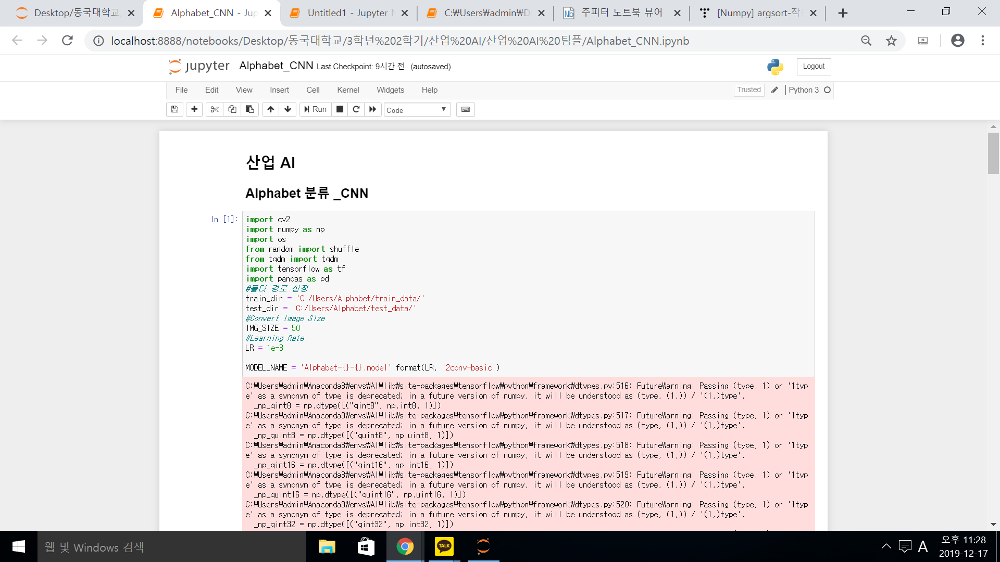 Desktop/동국대학교
Alphabet_CNN - Jup
Untitled1 - Jupyter N
C:₩Users₩admin₩D
주피터 노트북 뷰어
[Numpy] argsort-작
localhost:8888/notebooks/Desktop/동국대학교/3학년%202학기/산업%20AI/산업%20AI%20팀플/Alphabet_CNN.ipynb
jupyter Alphabet_CNN Last Checkpoint: 9시간 전 (autosaved)
Logout
File Edit View Insert Cell Kernel Widgets Help
Trusted Python 3
Run
Code
산업 AI
Alphabet 분류 _CNN
In [1]:
import cv2
import numpy as np
import os
from random import shuffle
from tqdm import tqdm
import tensorflow as tf
import pandas as pd
#폴더 경로 설정
train_dir = 'C:/Users/Alphabet/train_data/'
test_dir = 'C:/Users/Alphabet/test_data/'
#Convert Image Size
IMG_SIZE = 50
#Learning Rate
LR = 1e-3
MODEL_NAME = 'Alphabet-{}-{}.model'.format(LR, '2conv-basic')
C:₩Users₩admin₩Anaconda3₩envs₩AI₩lib₩site-packages₩tensorflow₩python₩framework₩dtypes.py:516: FutureWarning: Passing (type, 1) or '1typ
e' as a synonym of type is deprecated; in a future version of numpy, it will be understood as (type, (1,)) / '(1,)type'.
_np_qint8 = np.dtype([("qint8", np.int8, 1)])
C:₩Users₩admin₩Anaconda3₩envs₩AI₩lib₩site-packages₩tensorflow₩python₩framework₩dtypes.py:517: FutureWarning: Passing (type, 1) or '1typ
e' as a synonym of type is deprecated; in a future version of numpy, it will be understood as (type, (1,)) / '(1,)type'.
_np_quint8 = np.dtype([("quint8", np.uint8, 1)])
C:₩Users₩admin₩Anaconda3₩envs₩AI₩lib₩site-packages₩tensorflow₩python₩framework₩dtypes.py:518: FutureWarning: Passing (type, 1) or '1typ
e' as a synonym of type is deprecated; in a future version of numpy, it will be understood as (type, (1,)) / '(1,)type'.
_np_qint16 = np.dtype([("qint16", np.int16, 1)])
C:₩Users₩admin₩Anaconda3₩envs₩AI₩lib₩site-packages₩tensorflow₩python₩framework₩dtypes.py:519: FutureWarning: Passing (type, 1) or '1typ
e' as a synonym of type is deprecated; in a future version of numpy, it will be understood as (type, (1,)) / '(1,)type'.
_np_quint16 = np.dtype([("quint16", np.uint16, 1)])
C:₩Users₩admin₩Anaconda3₩envs₩AI₩lib₩site-packages₩tensorflow₩python₩framework₩dtypes.py:520: FutureWarning: Passing (type, 1) or '1typ
e' as a synonym of type is deprecated; in a future version of numpy, it will be understood as (type, (1,)) / '(1,)type'.
_np_qint32 = np.dtype([("qint32", np.int32, 1)])
웹 및 Windows 검색
TALK
A
오후 11:28
2019-12-17